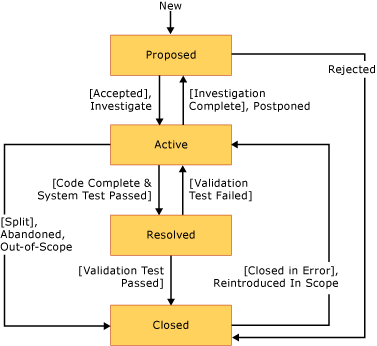 New
Proposed
Rejected
[Accepted],
Investigate
[Investigation
Complete], Postponed
Active
[Code Complete &
System Test Passed]
[Validation
Test Failed]
[Split],
Abandoned,
Out-of-Scope
Resolved
[Validation Test
Passed]
[Closed in Error],
Reintroduced In Scope
Closed